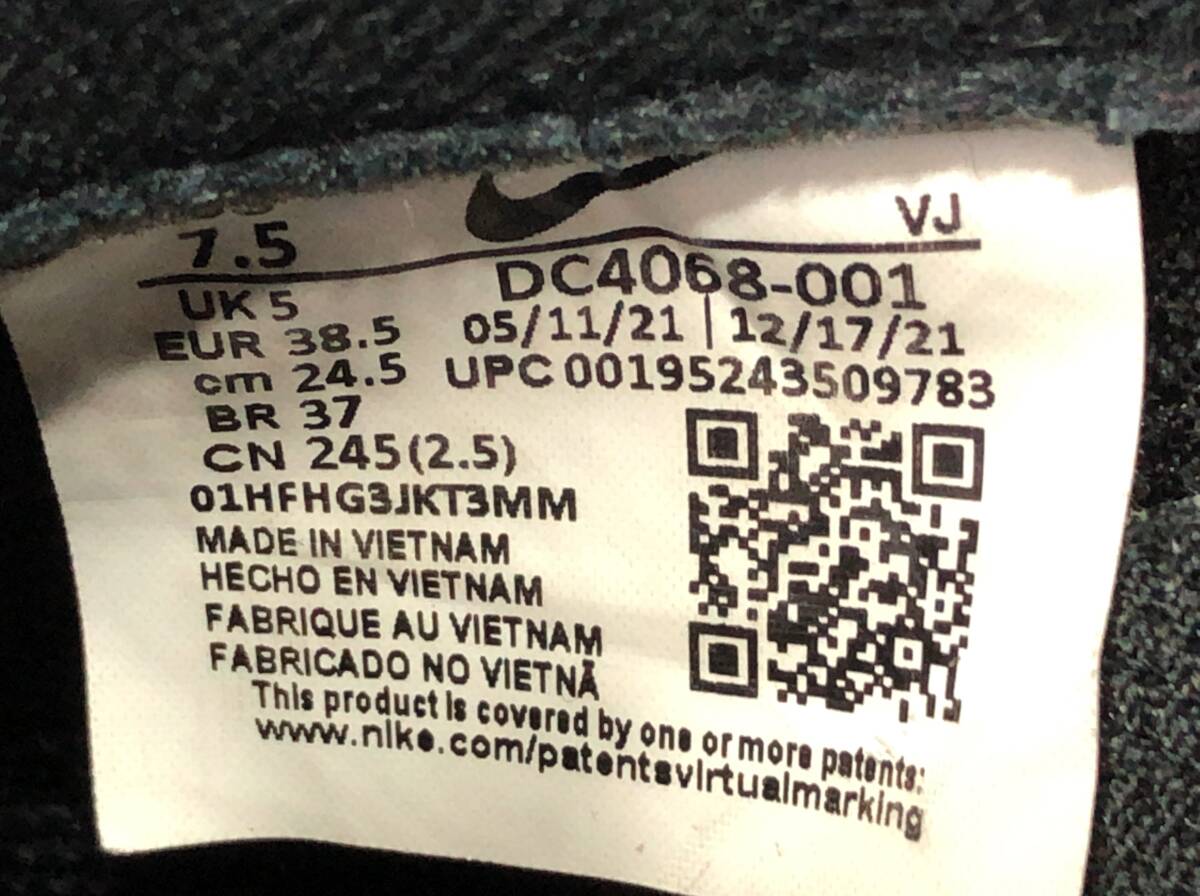 7.5
VJ
UK 5
DC4068-001
EUR 38.5
05/11/21 | 12/17/21
cm 24.5
UPC 00195243509783
BR 37
CN 245(2.5)
01HFHG3JKT3MM
MADE IN VIETNAM
HECHO EN VIETNAM
FABRIQUE AU VIETNAM
FABRICADO NO VIETNÃ
This product is covered by one or more patents:
www.nike.com/patentsvirtualmarking